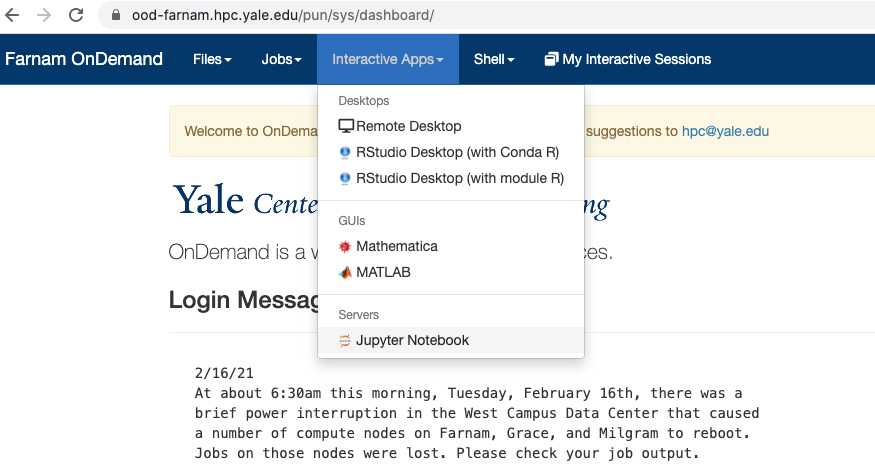 ood-farnam.hpc.yale.edu/pun/sys/dashboard/
Farnam OnDemand Files Jobs Interactive Apps Shell My Interactive Sessions
Desktops
Remote Desktop
RStudio Desktop (with Conda R)
RStudio Desktop (with module R)
GUIs
Mathematica
MATLAB
Servers
Jupyter Notebook
Welcome to OnDema suggestions to hpc@yale.edu
Yale Cente ng
OnDemand is a w ces.
Login Messag
2/16/21
At about 6:30am this morning, Tuesday, February 16th, there was a
brief power interruption in the West Campus Data Center that caused
a number of compute nodes on Farnam, Grace, and Milgram to reboot.
Jobs on those nodes were lost. Please check your job output.